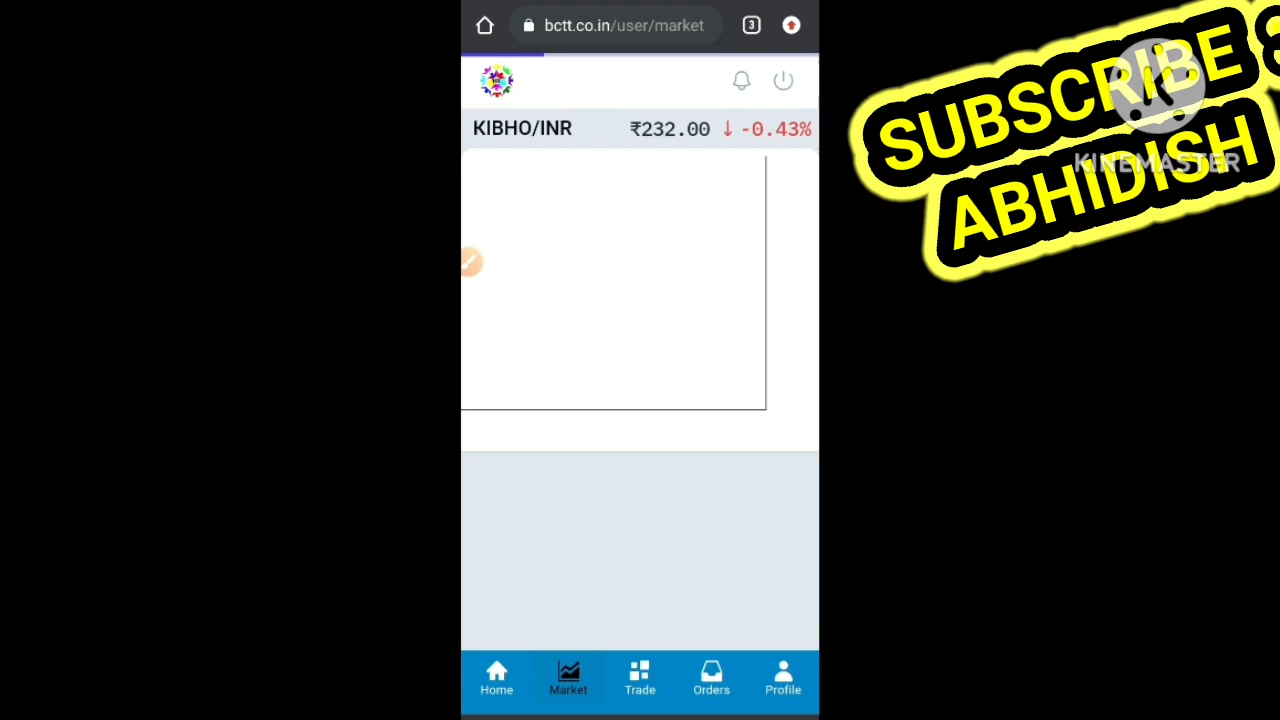 bctt.co.in/user/market
3
KIBHO/INR ₹232.00 ↓ -0.43%
Home Market Trade Orders Profile
SUBSCRIBE
ABHIDISH
KINEMASTER